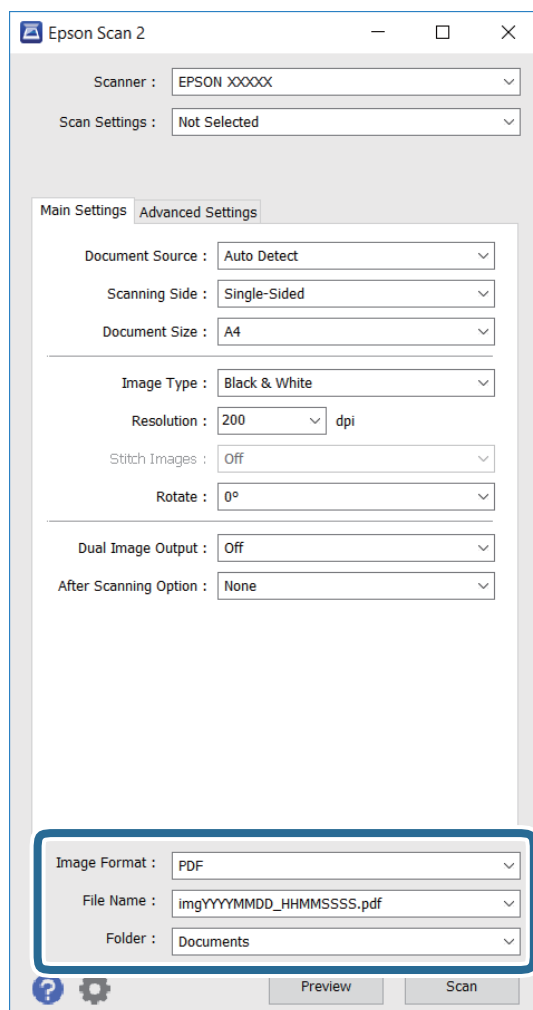 Epson Scan 2
Scanner : EPSON XXXXX
Scan Settings : Not Selected
Main Settings Advanced Settings
Document Source : Auto Detect
Scanning Side : Single-Sided
Document Size : A4
Image Type : Black & White
Resolution : 200 dpi
Stitch Images : Off
Rotate : 0°
Dual Image Output : Off
After Scanning Option : None
Image Format : PDF
File Name : imgYYYYMMDD_HHMMSSSS.pdf
Folder : Documents
? Preview Scan